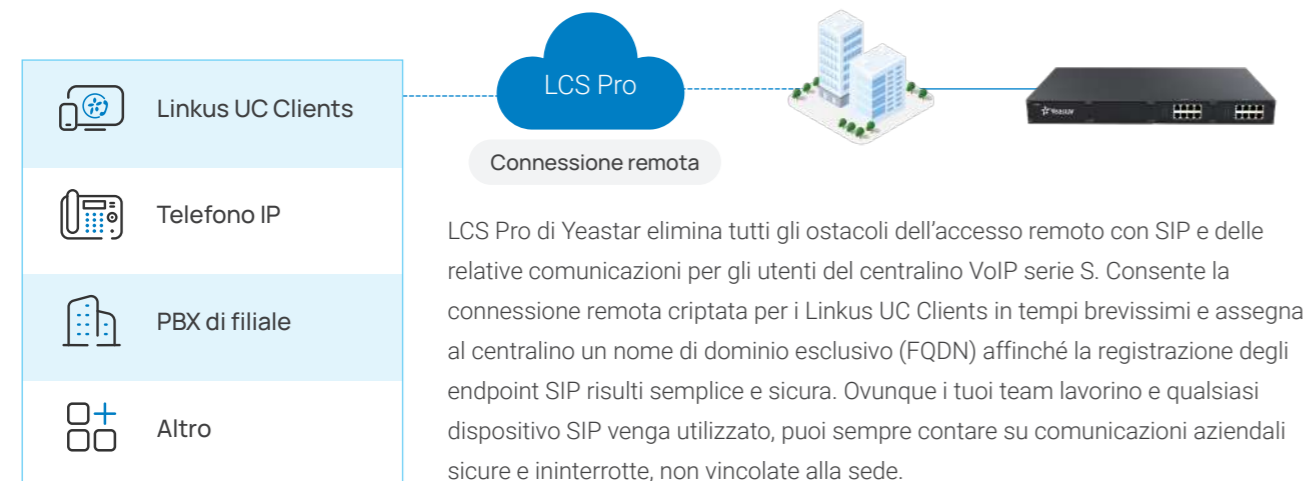 Linkus UC Clients
Telefono IP
PBX di filiale
Altro
LCS Pro
Connessione remota
Yeastar
LCS Pro di Yeastar elimina tutti gli ostacoli dell’accesso remoto con SIP e delle
relative comunicazioni per gli utenti del centralino VoIP serie S. Consente la
connessione remota criptata per i Linkus UC Clients in tempi brevissimi e assegna
al centralino un nome di dominio esclusivo (FQDN) affinché la registrazione degli
endpoint SIP risulti semplice e sicura. Ovunque i tuoi team lavorino e qualsiasi
dispositivo SIP venga utilizzato, puoi sempre contare su comunicazioni aziendali
sicure e ininterrotte, non vincolate alla sede.